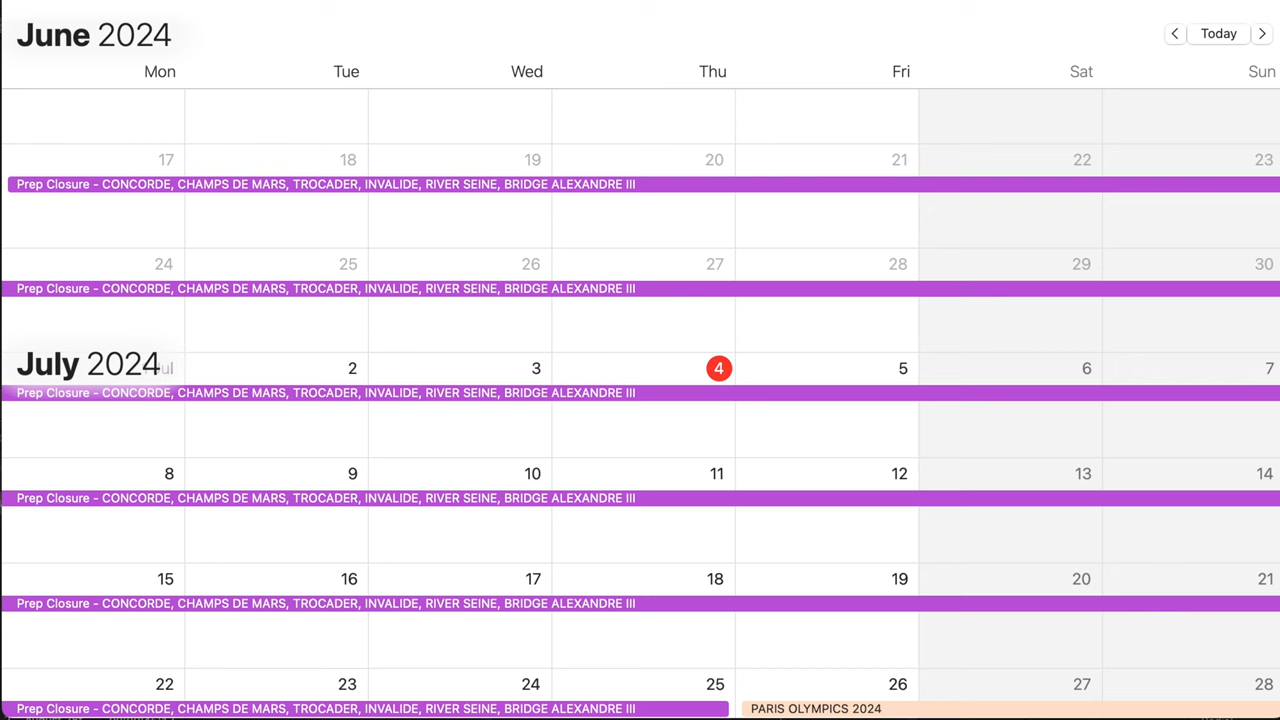 June 2024
Today
Mon Tue Wed Thu Fri Sat Sun
17 18 19 20 21 22 23
Prep Closure - CONCORDE, CHAMPS DE MARS, TROCADER, INVALIDE, RIVER SEINE, BRIDGE ALEXANDRE III
24 25 26 27 28 29 30
Prep Closure - CONCORDE, CHAMPS DE MARS, TROCADER, INVALIDE, RIVER SEINE, BRIDGE ALEXANDRE III
July 2024 2 3 4 5 6 7
Prep Closure - CONCORDE, CHAMPS DE MARS, TROCADER, INVALIDE, RIVER SEINE, BRIDGE ALEXANDRE III
8 9 10 11 12 13 14
Prep Closure - CONCORDE, CHAMPS DE MARS, TROCADER, INVALIDE, RIVER SEINE, BRIDGE ALEXANDRE III
15 16 17 18 19 20 21
Prep Closure - CONCORDE, CHAMPS DE MARS, TROCADER, INVALIDE, RIVER SEINE, BRIDGE ALEXANDRE III
22 23 24 25 26 27 28
Prep Closure - CONCORDE, CHAMPS DE MARS, TROCADER, INVALIDE, RIVER SEINE, BRIDGE ALEXANDRE III PARIS OLYMPICS 2024